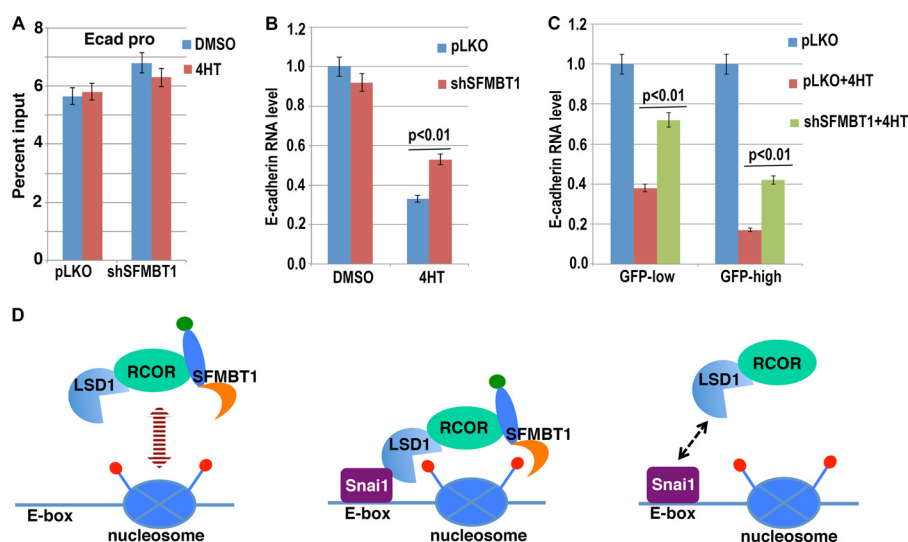 A
Ecad pro
DMSO
4HT
Percent input
8
6
4
2
0
pLKO
shSFMBT1
B
pLKO
shSFMBT1
E-cadherin RNA level
1.0
0.8
0.6
0.4
0.2
0.0
p<0.01
DMSO
4HT
C
pLKO
pLKO+4HT
shSFMBT1+4HT
E-cadherin RNA level
1.2
1.0
0.8
0.6
0.4
0.2
0.0
p<0.01
p<0.01
GFP-low
GFP-high
D
LSD1
RCOR
SFMBT1
E-box
nucleosome
LSD1
RCOR
SFMBT1
Snai1
E-box
nucleosome
LSD1
RCOR
Snai1
E-box
nucleosome